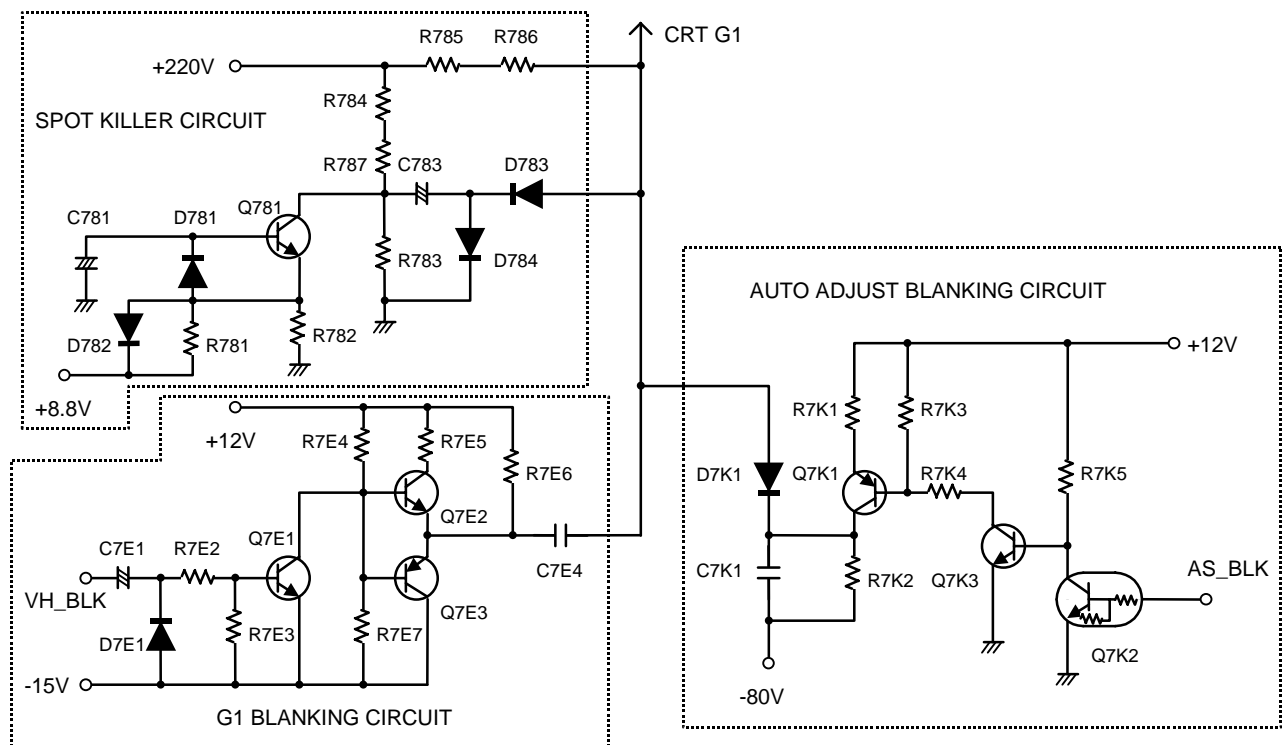 R785
R786
CRT G1
+220V
R784
SPOT KILLER CIRCUIT
R787
C783
D783
C781
D781
Q781
R783
D784
D782
R781
R782
+8.8V
AUTO ADJUST BLANKING CIRCUIT
+12V
R7K1
R7K3
D7K1
Q7K1
R7K4
R7K5
C7K1
R7K2
Q7K3
AS_BLK
Q7K2
-80V
+12V
R7E4
R7E5
R7E6
Q7E1
Q7E2
C7E1
R7E2
C7E4
VH_BLK
Q7E3
D7E1
R7E3
R7E7
-15V
G1 BLANKING CIRCUIT